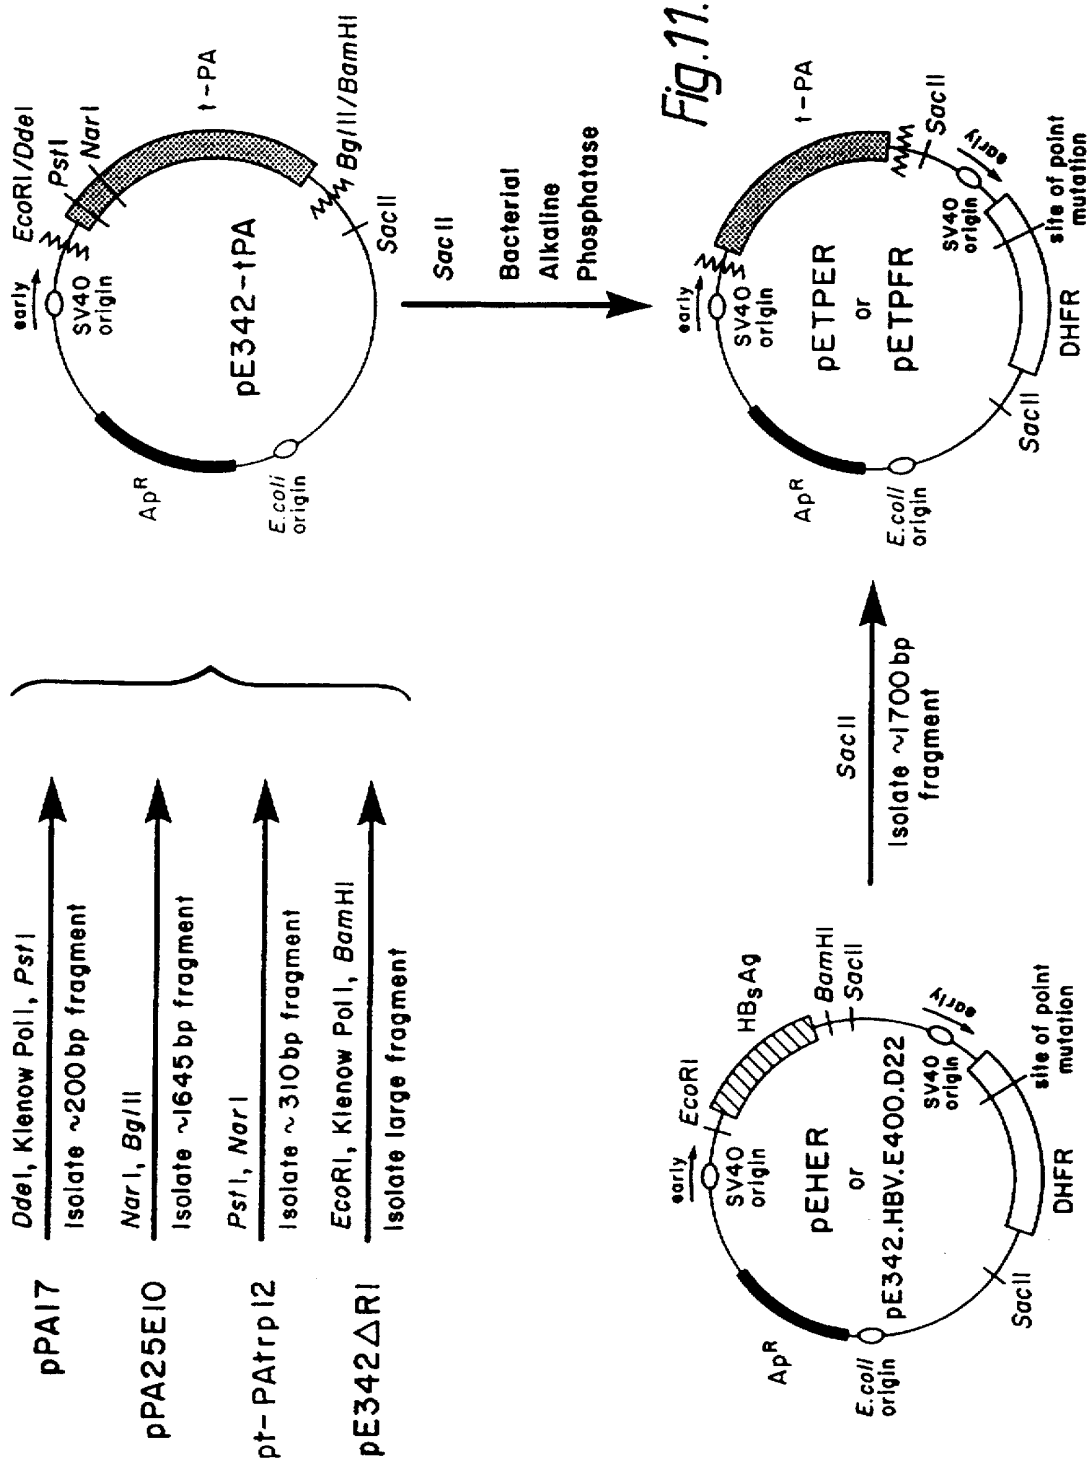 pPA17
DdeI, Klenow Pol I, PstI
Isolate ~200bp fragment
pPA25E10
NarI, BglII
Isolate ~1645bp fragment
pt-PAtrp12
PstI, NarI
Isolate ~310bp fragment
pE342ΔR1
EcoRI, Klenow Pol I, BamHI
Isolate large fragment
early
SV40
origin
EcoRI/DdeI
PstI
NarI
t-PA
BglII/BamHI
SacII
ApR
E.coli
origin
pE342-tPA
SacII
Bacterial
Alkaline
Phosphatase
early
SV40
origin
EcoRI
HBsAg
BamHI
SacII
SV40
origin
early
site of point
mutation
DHFR
SacII
E.coli
origin
ApR
pEHER
or
pE342.HBV.E400.D22
SacII
Isolate ~1700bp
fragment
early
SV40
origin
t-PA
SacII
SV40
origin
early
site of point
mutation
DHFR
SacII
E.coli
origin
ApR
pETPER
or
pETPFR
Fig.11.